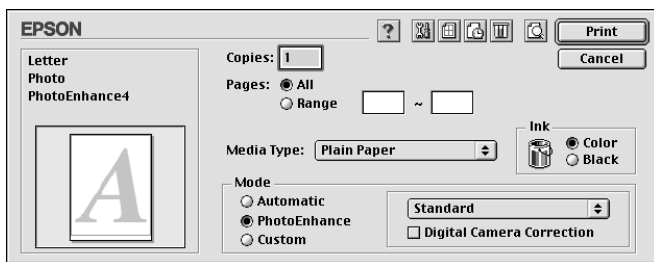 EPSON
?
Print
Letter
Photo
PhotoEnhance4
Copies: 1
Cancel
Pages: All
Range ~
Media Type: Plain Paper
Ink
Color
Black
Mode
Automatic
PhotoEnhance
Custom
Standard
Digital Camera Correction
A